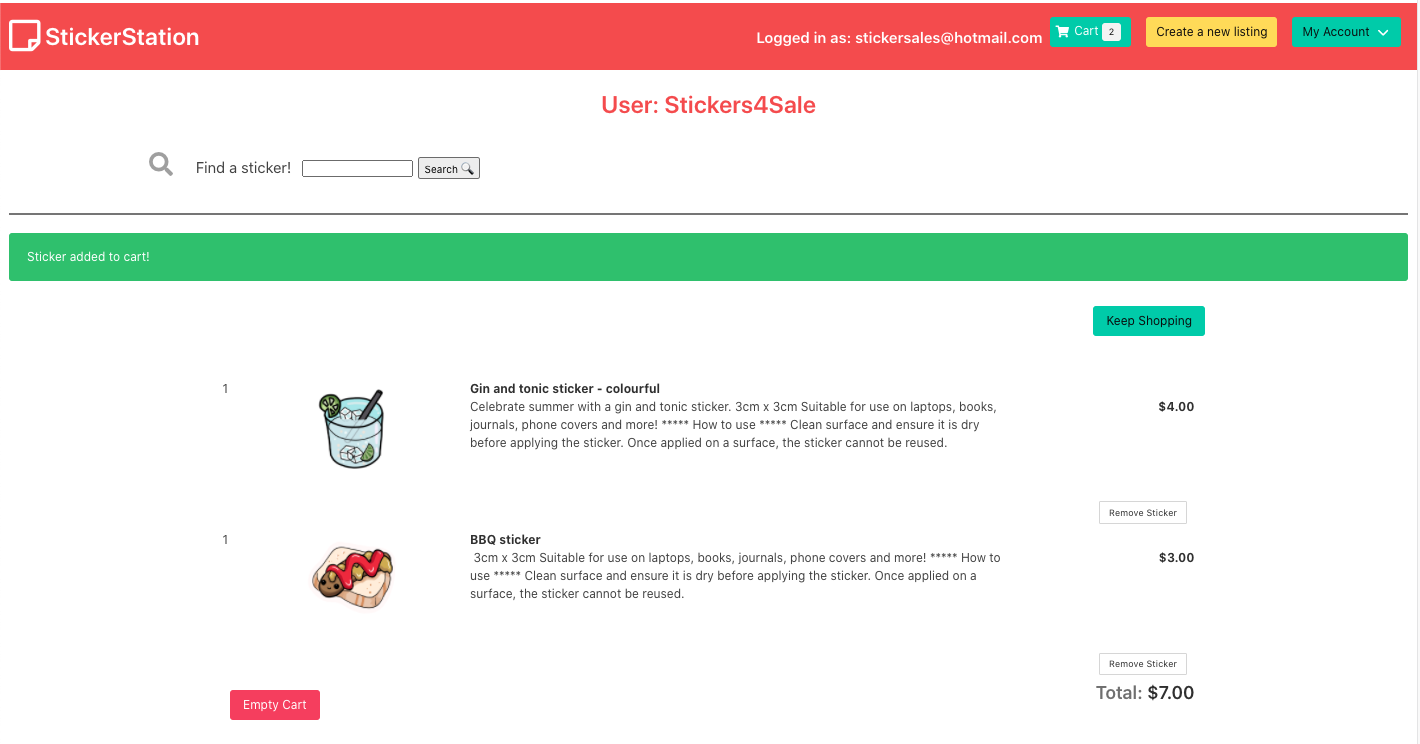 StickerStation
Logged in as: stickersales@hotmail.com
Cart 2
Create a new listing
My Account
User: Stickers4Sale
Find a sticker!
Search
Sticker added to cart!
Keep Shopping
1
Gin and tonic sticker - colourful
Celebrate summer with a gin and tonic sticker. 3cm x 3cm Suitable for use on laptops, books,
journals, phone covers and more! ***** How to use ***** Clean surface and ensure it is dry
before applying the sticker. Once applied on a surface, the sticker cannot be reused.
$4.00
Remove Sticker
1
BBQ sticker
3cm x 3cm Suitable for use on laptops, books, journals, phone covers and more! ***** How to
use ***** Clean surface and ensure it is dry before applying the sticker. Once applied on a
surface, the sticker cannot be reused.
$3.00
Remove Sticker
Total: $7.00
Empty Cart